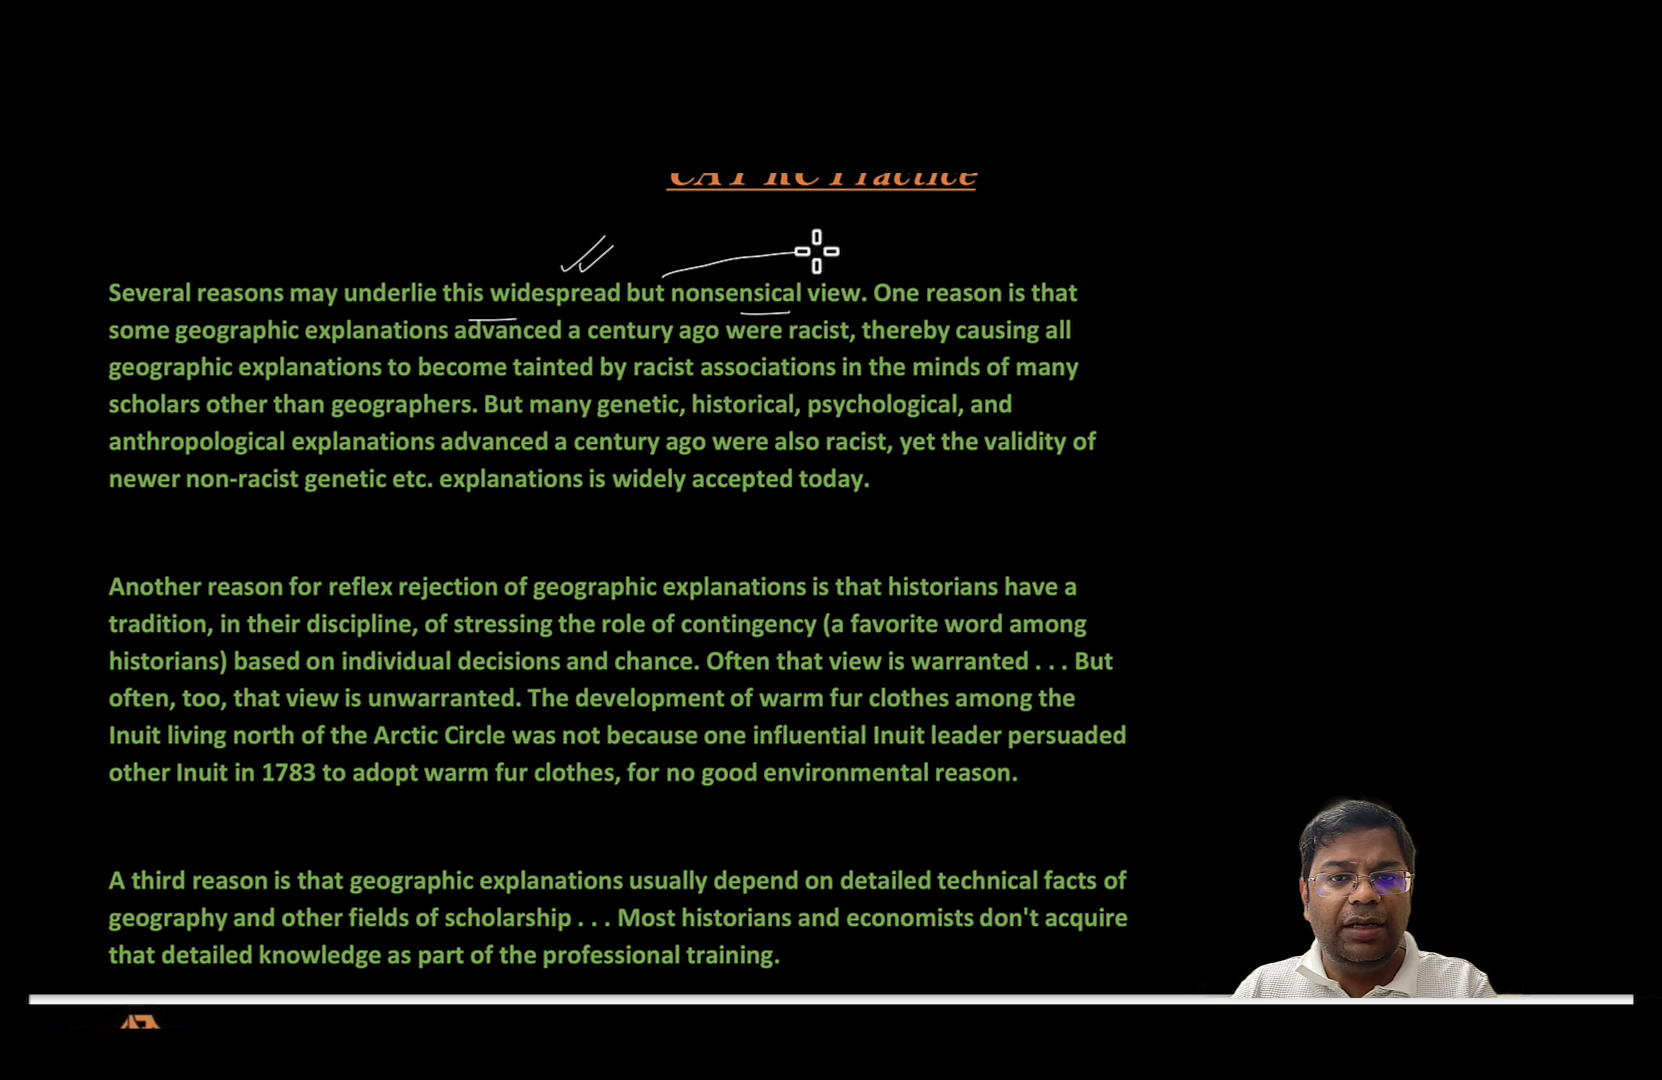 CAT RC Practice
Several reasons may underlie this widespread but nonsensical view. One reason is that
some geographic explanations advanced a century ago were racist, thereby causing all
geographic explanations to become tainted by racist associations in the minds of many
scholars other than geographers. But many genetic, historical, psychological, and
anthropological explanations advanced a century ago were also racist, yet the validity of
newer non-racist genetic etc. explanations is widely accepted today.
Another reason for reflex rejection of geographic explanations is that historians have a
tradition, in their discipline, of stressing the role of contingency (a favorite word among
historians) based on individual decisions and chance. Often that view is warranted . . . But
often, too, that view is unwarranted. The development of warm fur clothes among the
Inuit living north of the Arctic Circle was not because one influential Inuit leader persuaded
other Inuit in 1783 to adopt warm fur clothes, for no good environmental reason.
A third reason is that geographic explanations usually depend on detailed technical facts of
geography and other fields of scholarship . . . Most historians and economists don't acquire
that detailed knowledge as part of the professional training.